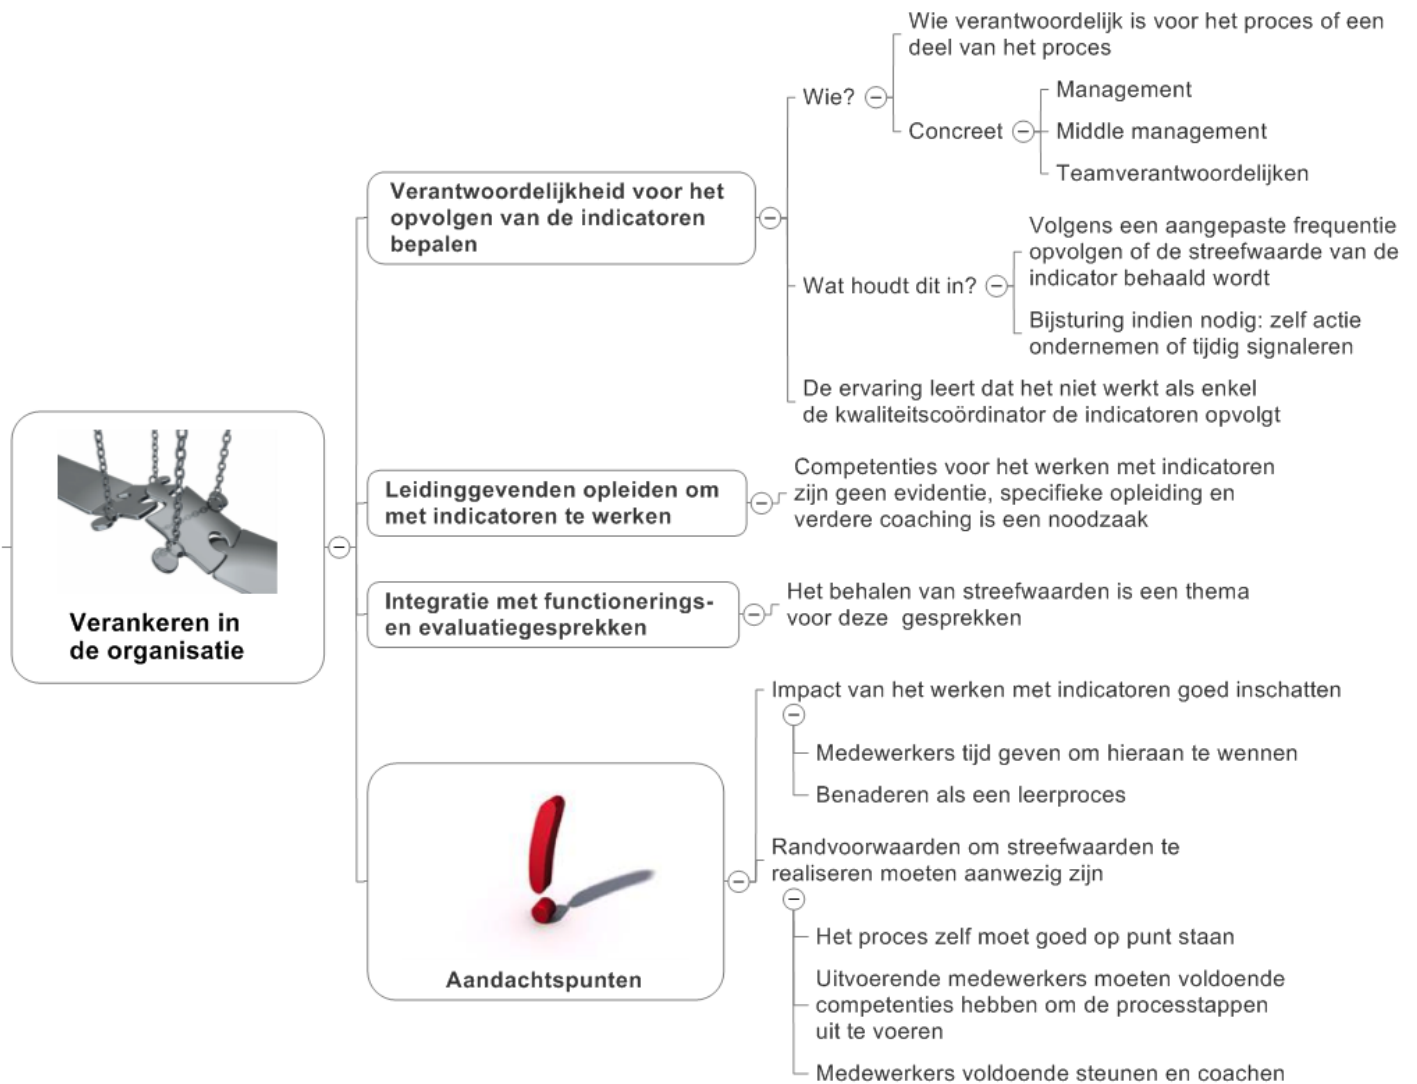 Verankeren in
de organisatie
Verantwoordelijkheid voor het
opvolgen van de indicatoren
bepalen
Wie?
Wie verantwoordelijk is voor het proces of een
deel van het proces
Concreet
Management
Middle management
Teamverantwoordelijken
Wat houdt dit in?
Volgens een aangepaste frequentie
opvolgen of de streefwaarde van de
indicator behaald wordt
Bijsturing indien nodig: zelf actie
ondernemen of tijdig signaleren
De ervaring leert dat het niet werkt als enkel
de kwaliteitscoördinator de indicatoren opvolgt
Leidinggevenden opleiden om
met indicatoren te werken
Competenties voor het werken met indicatoren
zijn geen evidentie, specifieke opleiding en
verdere coaching is een noodzaak
Integratie met functionerings-
en evaluatiegesprekken
Het behalen van streefwaarden is een thema
voor deze gesprekken
Aandachtspunten
Impact van het werken met indicatoren goed inschatten
Medewerkers tijd geven om hieraan te wennen
Benaderen als een leerproces
Randvoorwaarden om streefwaarden te
realiseren moeten aanwezig zijn
Het proces zelf moet goed op punt staan
Uitvoerende medewerkers moeten voldoende
competenties hebben om de processtappen
uit te voeren
Medewerkers voldoende steunen en coachen